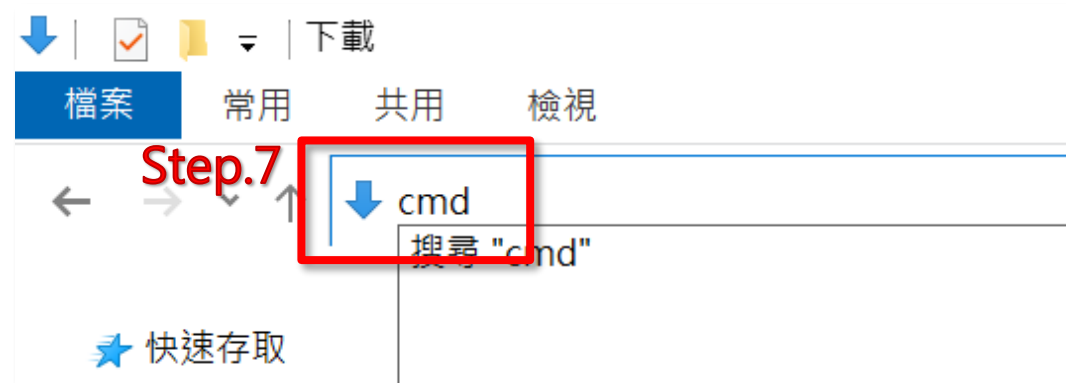 下載
檔案 常用 共用 檢視
Step.7
cmd
搜尋 "cmd"
快速存取